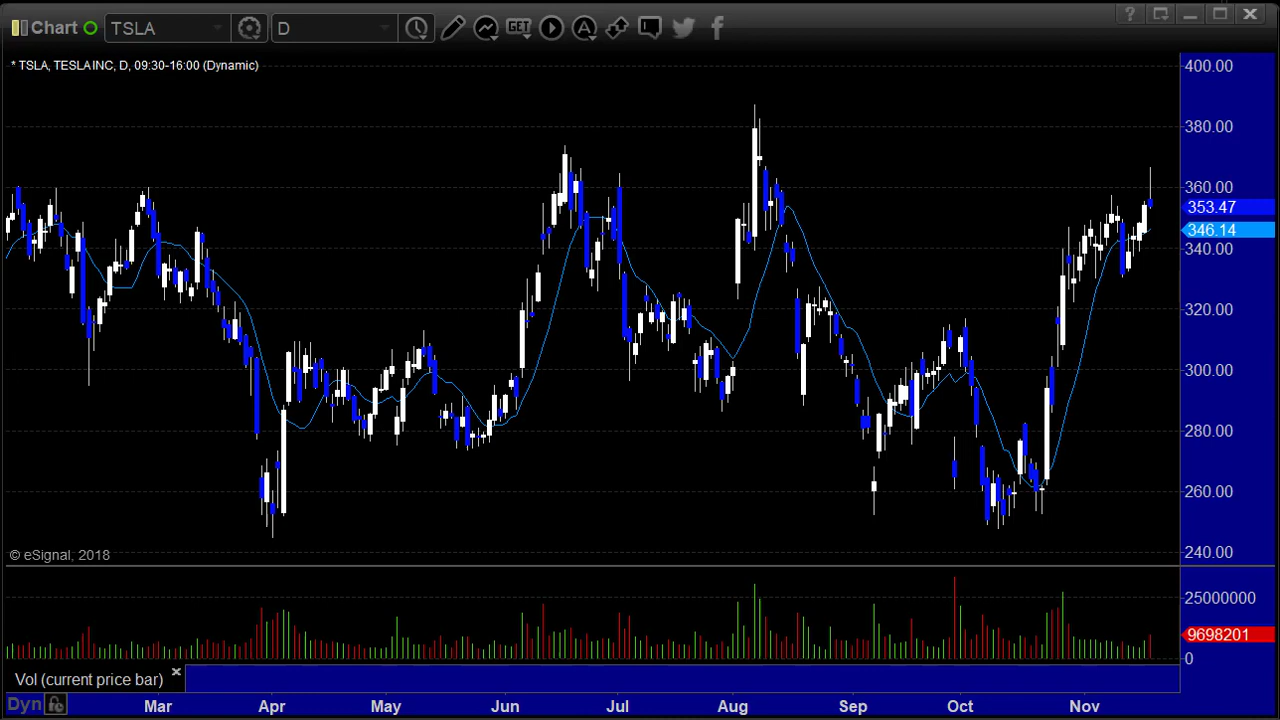 Chart TSLA D GET A ?
* TSLA, TESLA INC, D, 09:30-16:00 (Dynamic)
400.00
380.00
360.00
353.47
346.14
340.00
320.00
300.00
280.00
260.00
240.00
© eSignal, 2018
25000000
9698201
0
Vol (current price bar)
Dyn Mar Apr May Jun Jul Aug Sep Oct Nov